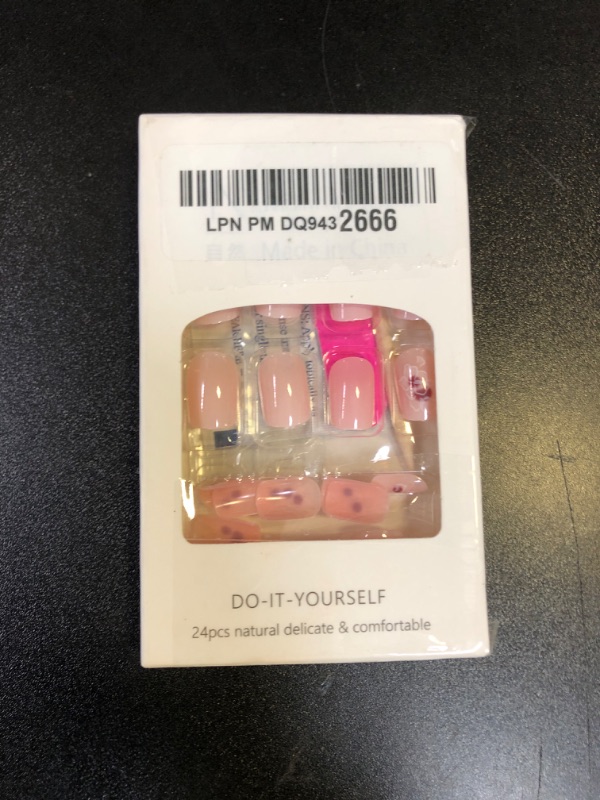 LPN PM DQ9432666
Made in China
DO-IT-YOURSELF
24pcs natural delicate & comfortable